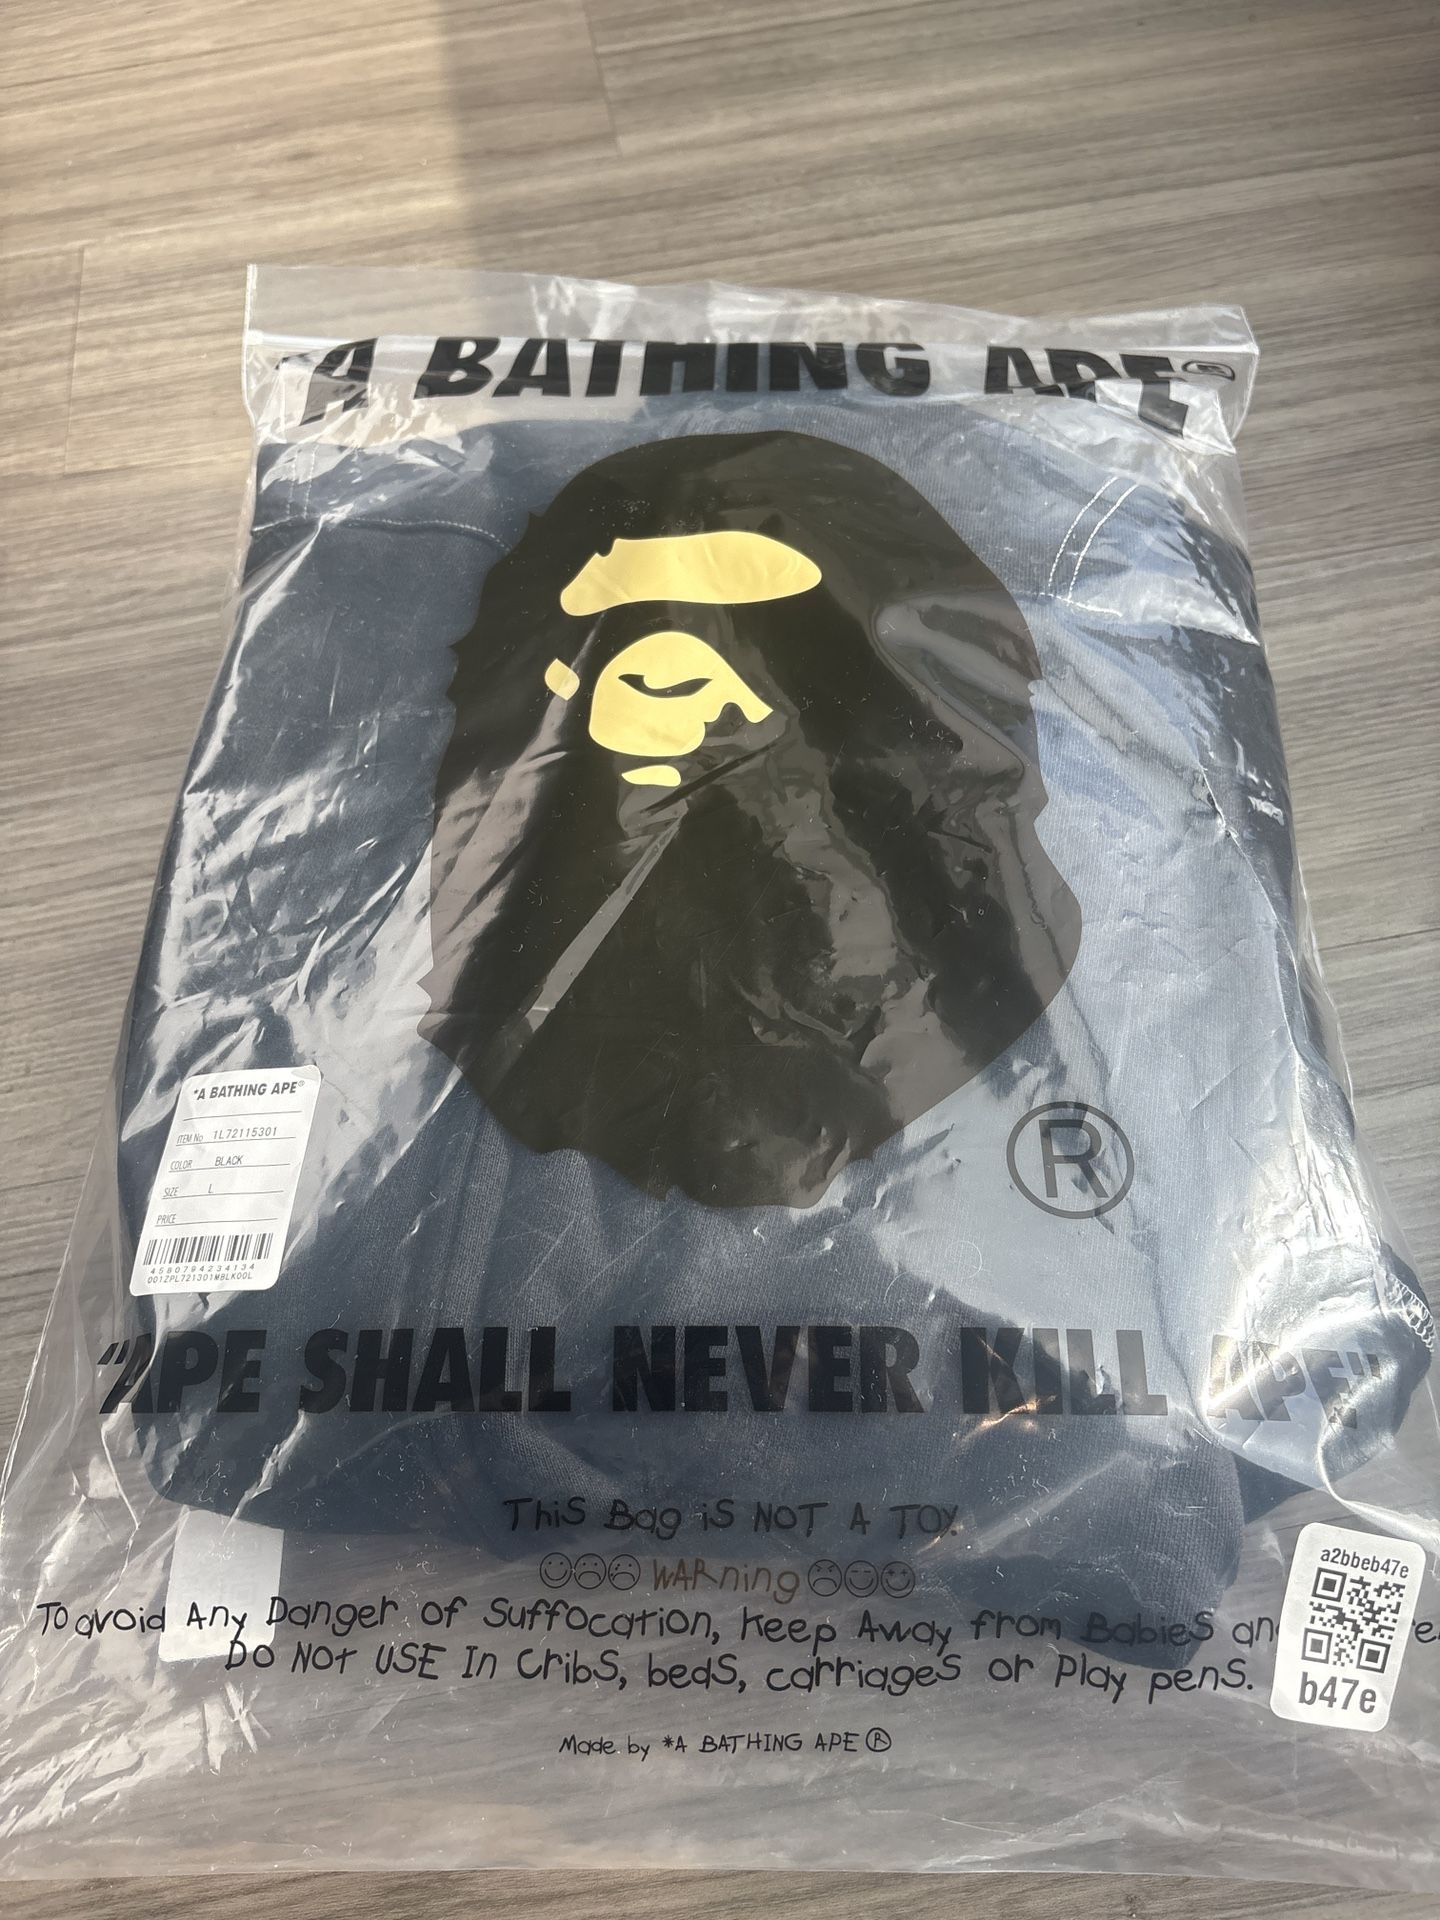 *A BATHING APE®
*A BATHING APE®
ITEM No 1L72115301
COLOR BLACK
SIZE L
PRICE
4580794234134
001ZPL721301MBLK00L
®
"APE SHALL NEVER KILL APE"
This Bag is NOT A TOY.
WARning
To avoid Any Danger of Suffocation, Keep Away from Babies
DO NOt USE In Cribs, beds, carriages or Play pens.
a2bbeb47e
b47e
Made by *A BATHING APE®